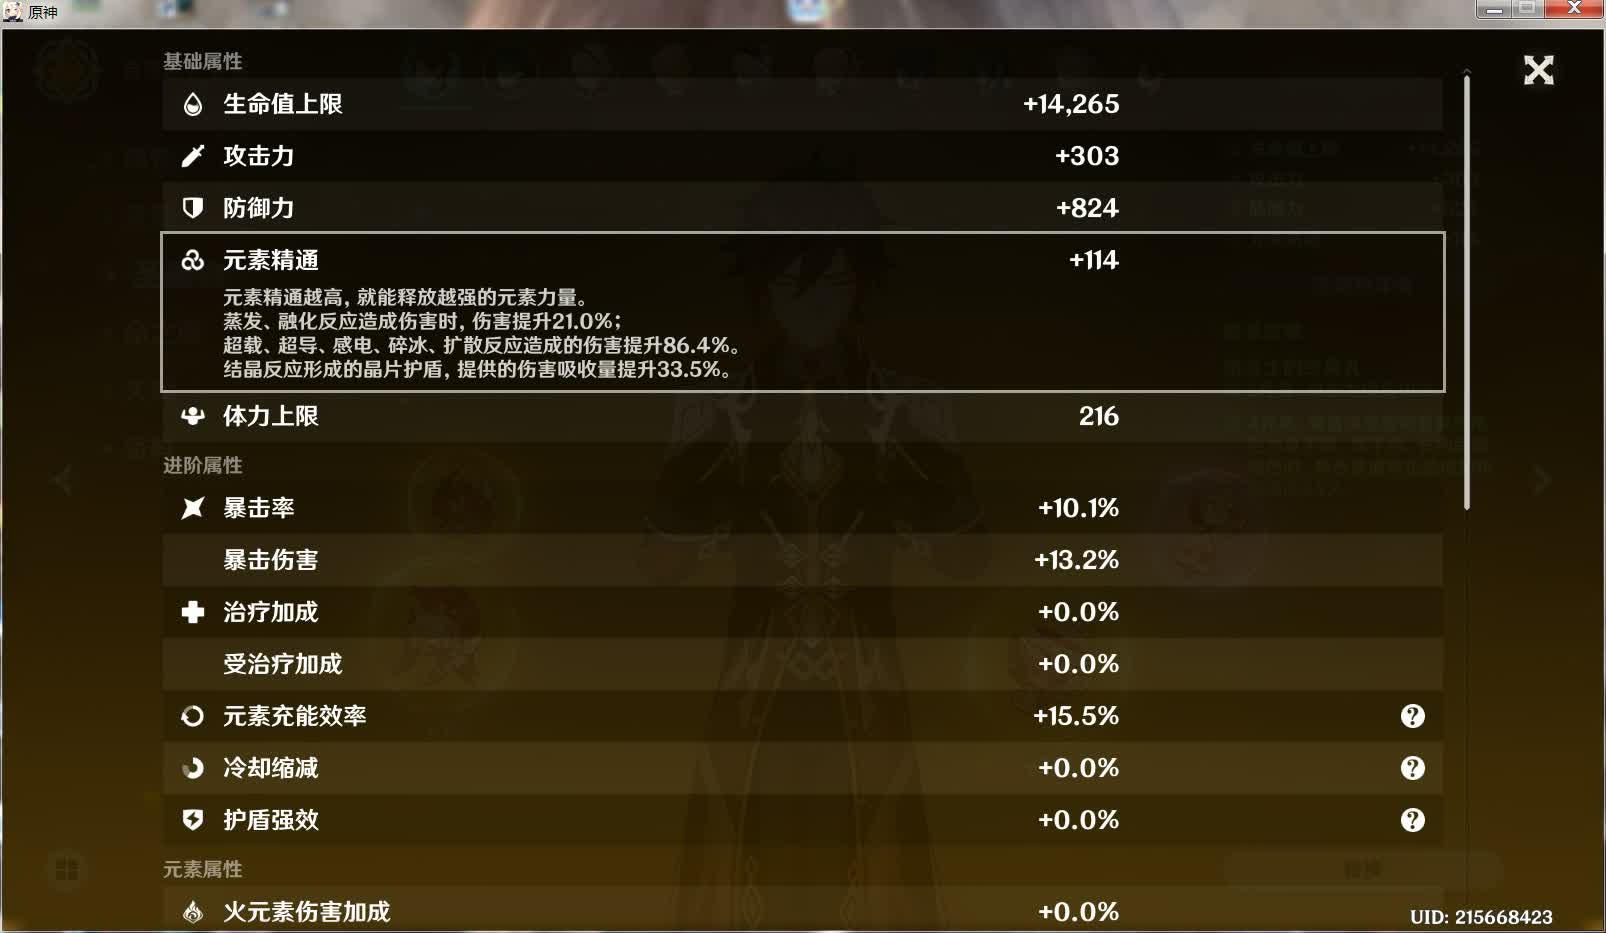 原神
基础属性
生命值上限 +14,265
攻击力 +303
防御力 +824
元素精通 +114
元素精通越高，就能释放越强的元素力量。
蒸发、融化反应造成伤害时，伤害提升21.0%；
超载、超导、感电、碎冰、扩散反应造成的伤害提升86.4%。
结晶反应形成的晶片护盾，提供的伤害吸收量提升33.5%。
体力上限 216
进阶属性
暴击率 +10.1%
暴击伤害 +13.2%
治疗加成 +0.0%
受治疗加成 +0.0%
元素充能效率 +15.5%
冷却缩减 +0.0%
护盾强效 +0.0%
元素属性
火元素伤害加成 +0.0%
UID: 215668423